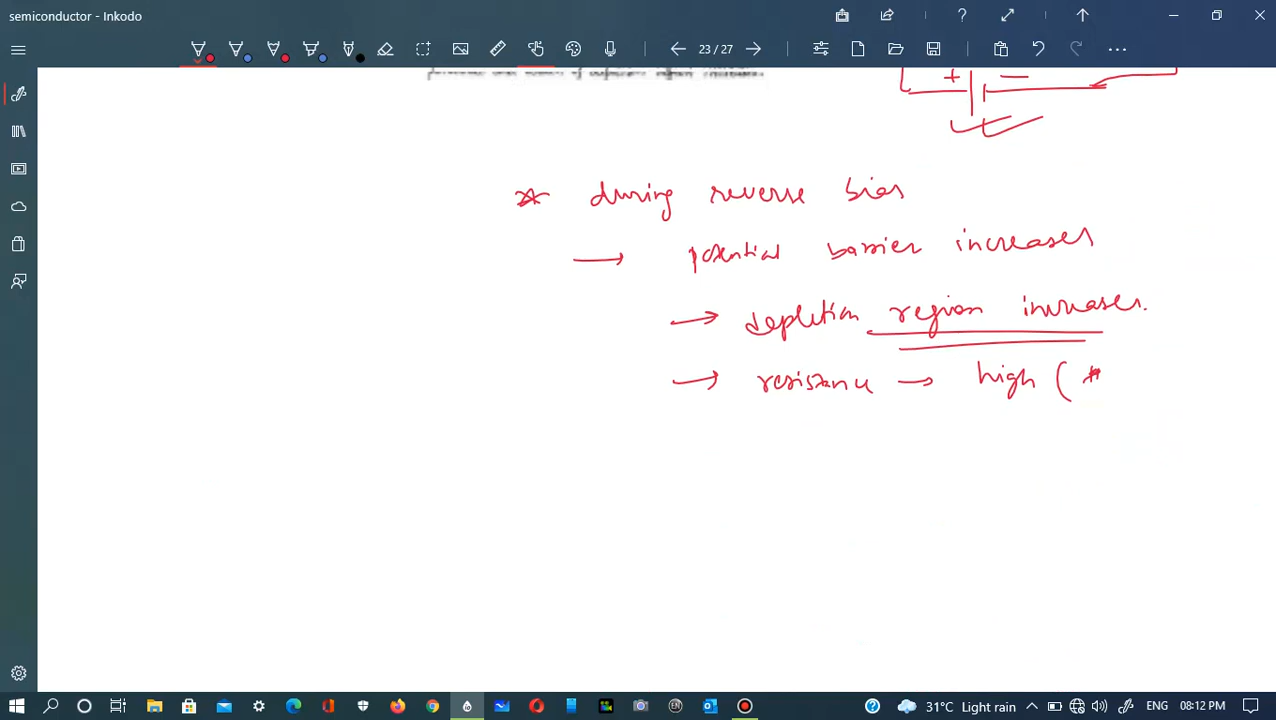 semiconductor - Inkodo
23 / 27
+ —
during reverse bias
→ potential barrier increases
→ depletion region increases.
→ resistance → high (
31°C Light rain
ENG
08:12 PM